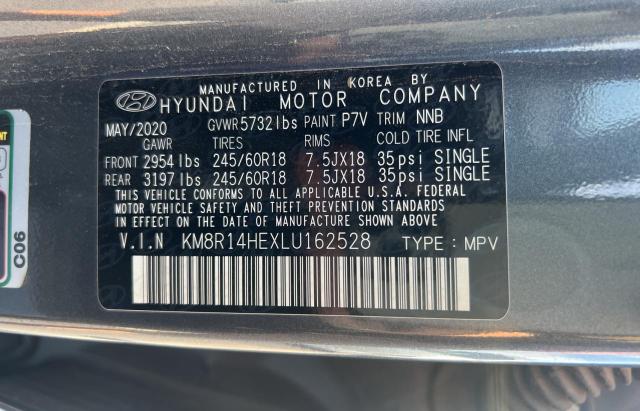 MANUFACTURED IN KOREA BY
HYUNDAI MOTOR COMPANY
MAY/2020 GVWR 5732 lbs PAINT P7V TRIM NNB
GAWR TIRES RIMS COLD TIRE INFL
FRONT 2954 lbs 245/60R18 7.5JX18 35psi SINGLE
REAR 3197 lbs 245/60R18 7.5JX18 35psi SINGLE
THIS VEHICLE CONFORMS TO ALL APPLICABLE U.S.A. FEDERAL
MOTOR VEHICLE SAFETY AND THEFT PREVENTION STANDARDS
IN EFFECT ON THE DATE OF MANUFACTURE SHOWN ABOVE.
V.I.N KM8R14HEXLU162528 TYPE: MPV
C06